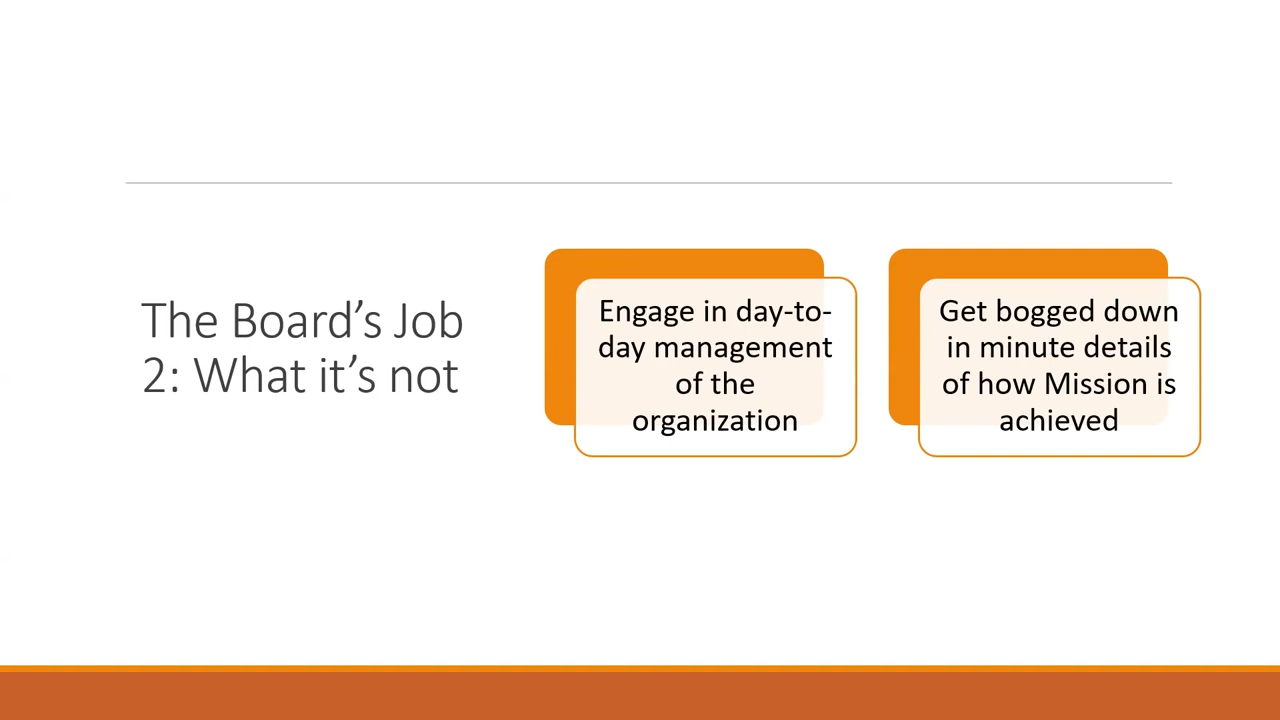 The Board’s Job
2: What it’s not
Engage in day-to-
day management
of the
organization
Get bogged down
in minute details
of how Mission is
achieved